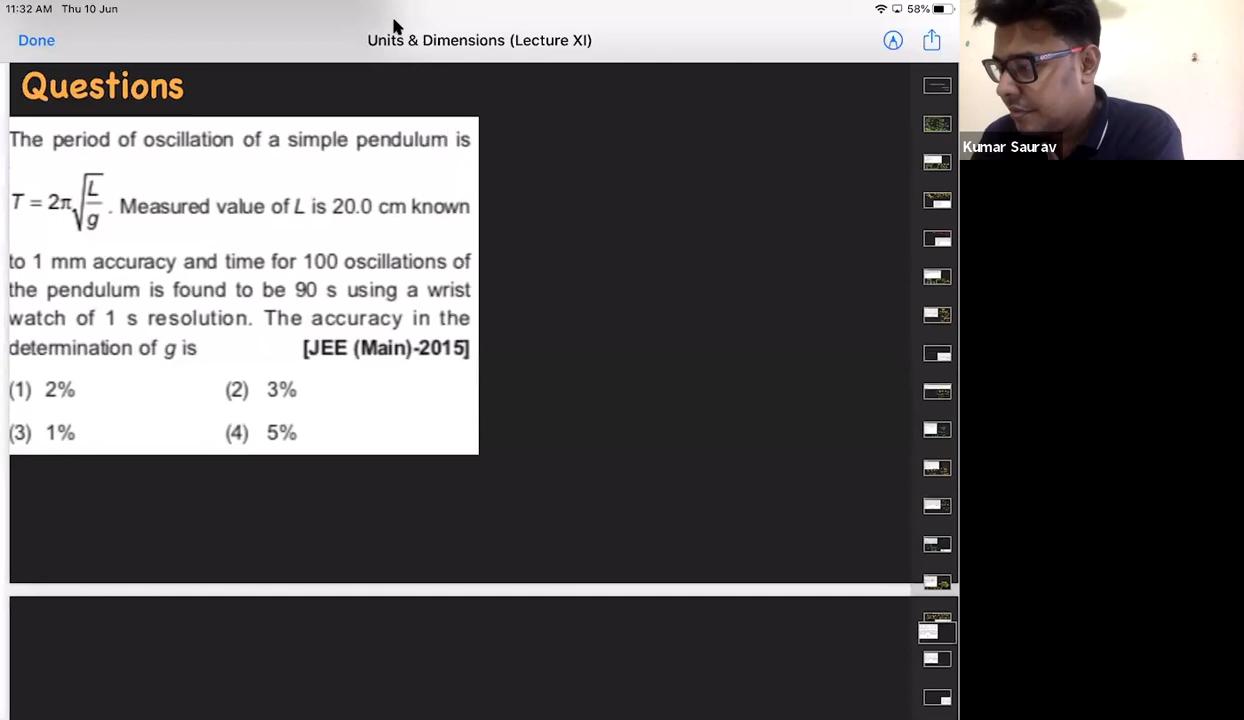 11:32 AM Thu 10 Jun
58%
Done
Units & Dimensions (Lecture XI)
Questions
The period of oscillation of a simple pendulum is
T = 2π√(L/g). Measured value of L is 20.0 cm known
to 1 mm accuracy and time for 100 oscillations of
the pendulum is found to be 90 s using a wrist
watch of 1 s resolution. The accuracy in the
determination of g is [JEE (Main)-2015]
(1) 2% (2) 3%
(3) 1% (4) 5%
Kumar Saurav